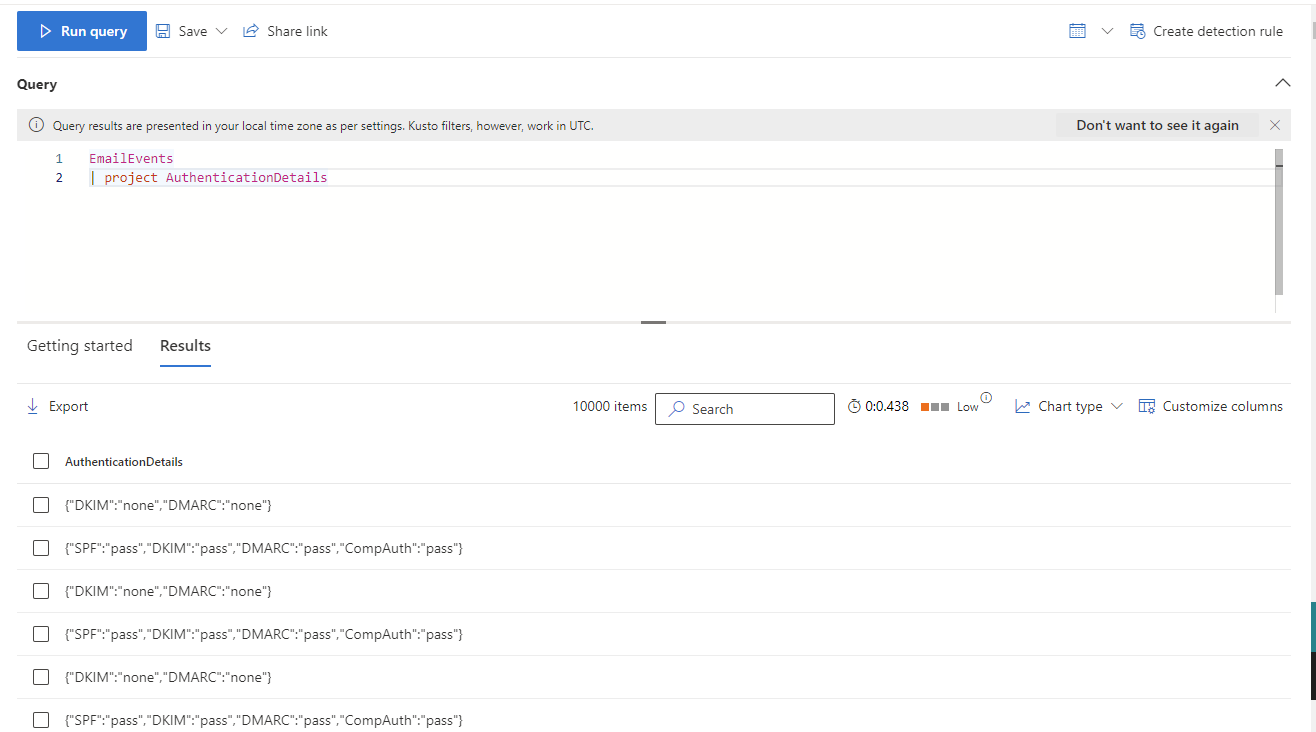 Run query Save Share link Create detection rule
Query
Query results are presented in your local time zone as per settings. Kusto filters, however, work in UTC. Don't want to see it again
1 EmailEvents
2 | project AuthenticationDetails
Getting started Results
Export 10000 items Search 0:0.438 Low Chart type Customize columns
AuthenticationDetails
{"DKIM":"none","DMARC":"none"}
{"SPF":"pass","DKIM":"pass","DMARC":"pass","CompAuth":"pass"}
{"DKIM":"none","DMARC":"none"}
{"SPF":"pass","DKIM":"pass","DMARC":"pass","CompAuth":"pass"}
{"DKIM":"none","DMARC":"none"}
{"SPF":"pass","DKIM":"pass","DMARC":"pass","CompAuth":"pass"}